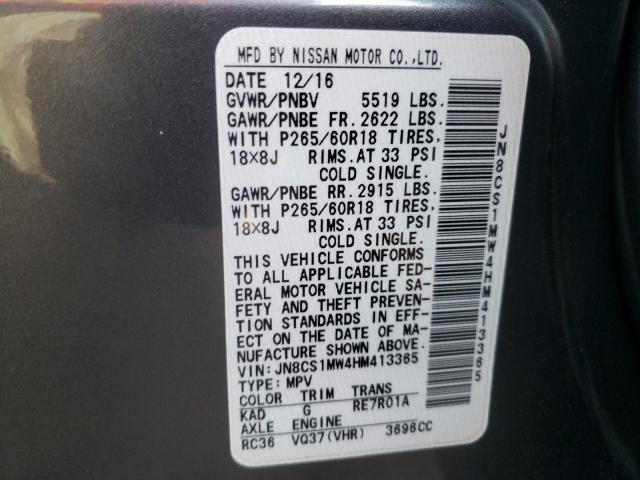 MFD BY NISSAN MOTOR CO.,LTD.
DATE 12/16
GVWR/PNBV 5519 LBS.
GAWR/PNBE FR. 2622 LBS.
WITH P265/60R18 TIRES,
18×8J RIMS.AT 33 PSI
COLD SINGLE.
GAWR/PNBE RR. 2915 LBS.
WITH P265/60R18 TIRES,
18×8J RIMS.AT 33 PSI
COLD SINGLE.
THIS VEHICLE CONFORMS
TO ALL APPLICABLE FED-
ERAL MOTOR VEHICLE SA-
FETY AND THEFT PREVEN-
TION STANDARDS IN EFF-
ECT ON THE DATE OF MA-
NUFACTURE SHOWN ABOVE.
VIN: JN8CS1MW4HM413365
TYPE: MPV
COLOR TRIM TRANS
KAD G RE7R01A
AXLE ENGINE
RC36 VQ37(VHR) 3696CC
JN8CS1MW4HM413365